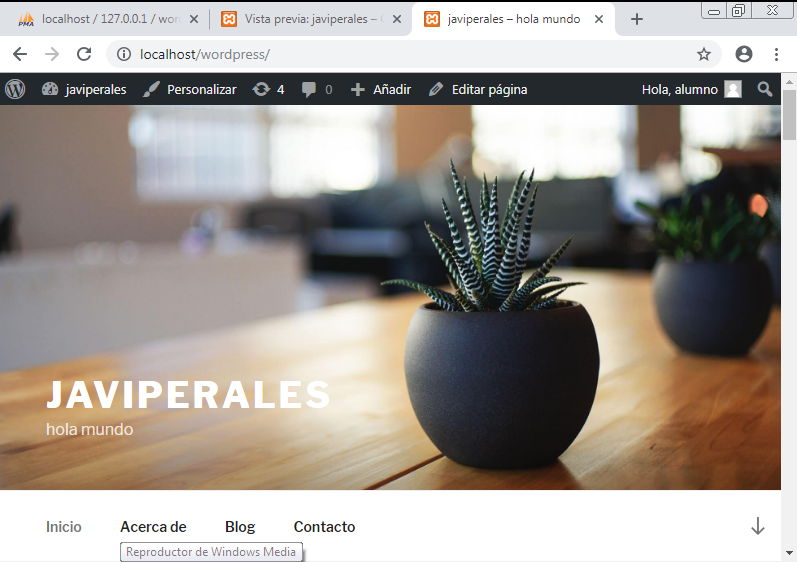 PMA localhost / 127.0.0.1 / wor
Vista previa: javiperales –
javiperales – hola mundo
localhost/wordpress/
javiperales
Personalizar
4
0
Añadir
Editar página
Hola, alumno
JAVIPERALES
hola mundo
Inicio
Acerca de
Blog
Contacto
Reproductor de Windows Media